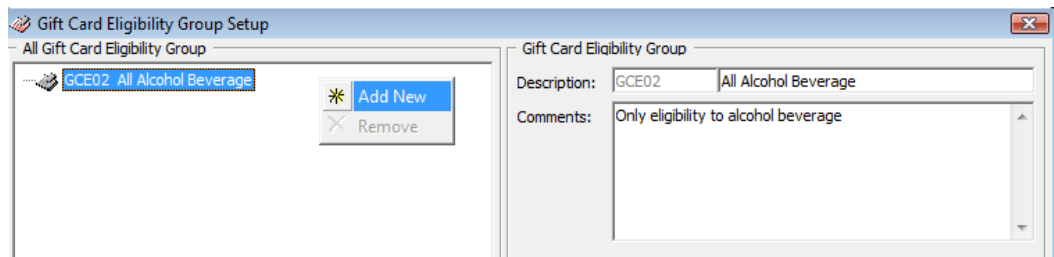 Gift Card Eligibility Group Setup
All Gift Card Eligibility Group
GCE02 All Alcohol Beverage
Add New
Remove
Gift Card Eligibility Group
Description: GCE02 All Alcohol Beverage
Comments: Only eligibility to alcohol beverage